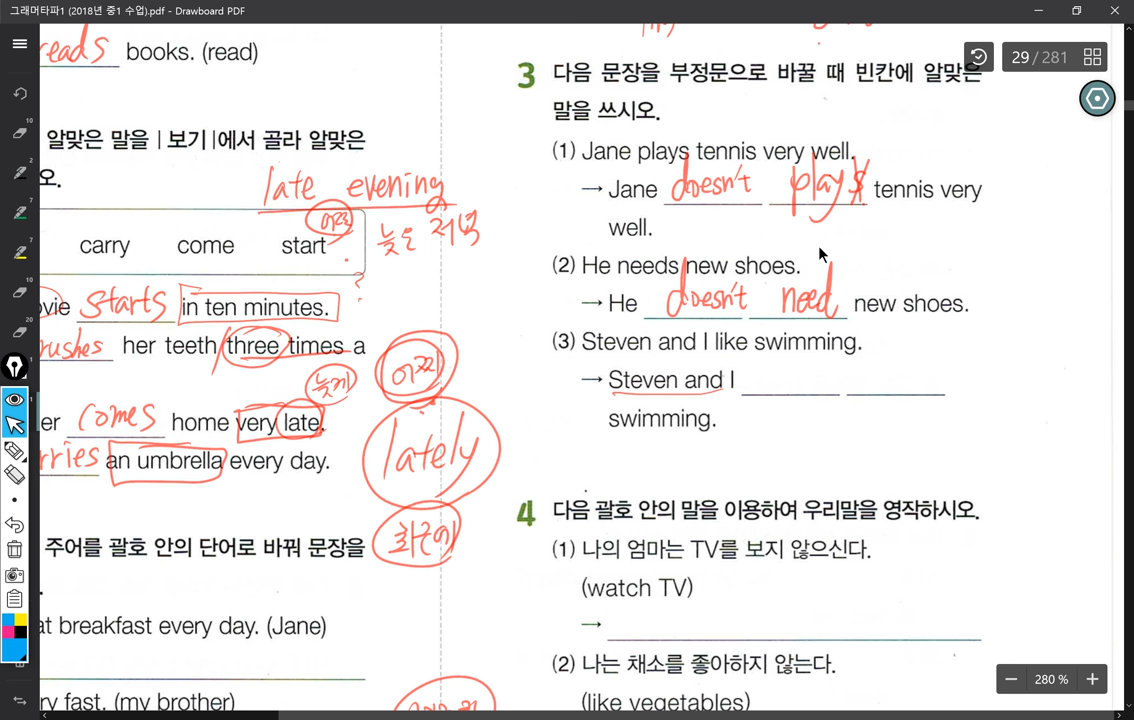 그래머타파1 (2018년 중1 수업).pdf - Drawboard PDF
29 / 281
reads books. (read)
알맞은 말을 |보기|에서 골라 알맞은
오.
late evening
늦은 저녁
carry come start
starts in ten minutes.
her teeth three times a
늦게
어찌
comes home very late.
lately
an umbrella every day.
최근에
주어를 괄호 안의 단어로 바꿔 문장을
at breakfast every day. (Jane)
ry fast. (my brother)
3 다음 문장을 부정문으로 바꿀 때 빈칸에 알맞은
말을 쓰시오.
(1) Jane plays tennis very well.
→ Jane doesn't play tennis very
well.
(2) He needs new shoes.
→ He doesn't need new shoes.
(3) Steven and I like swimming.
→ Steven and I
swimming.
4 다음 괄호 안의 말을 이용하여 우리말을 영작하시오.
(1) 나의 엄마는 TV를 보지 않으신다.
(watch TV)
→
(2) 나는 채소를 좋아하지 않는다.
(like vegetables)
280 %